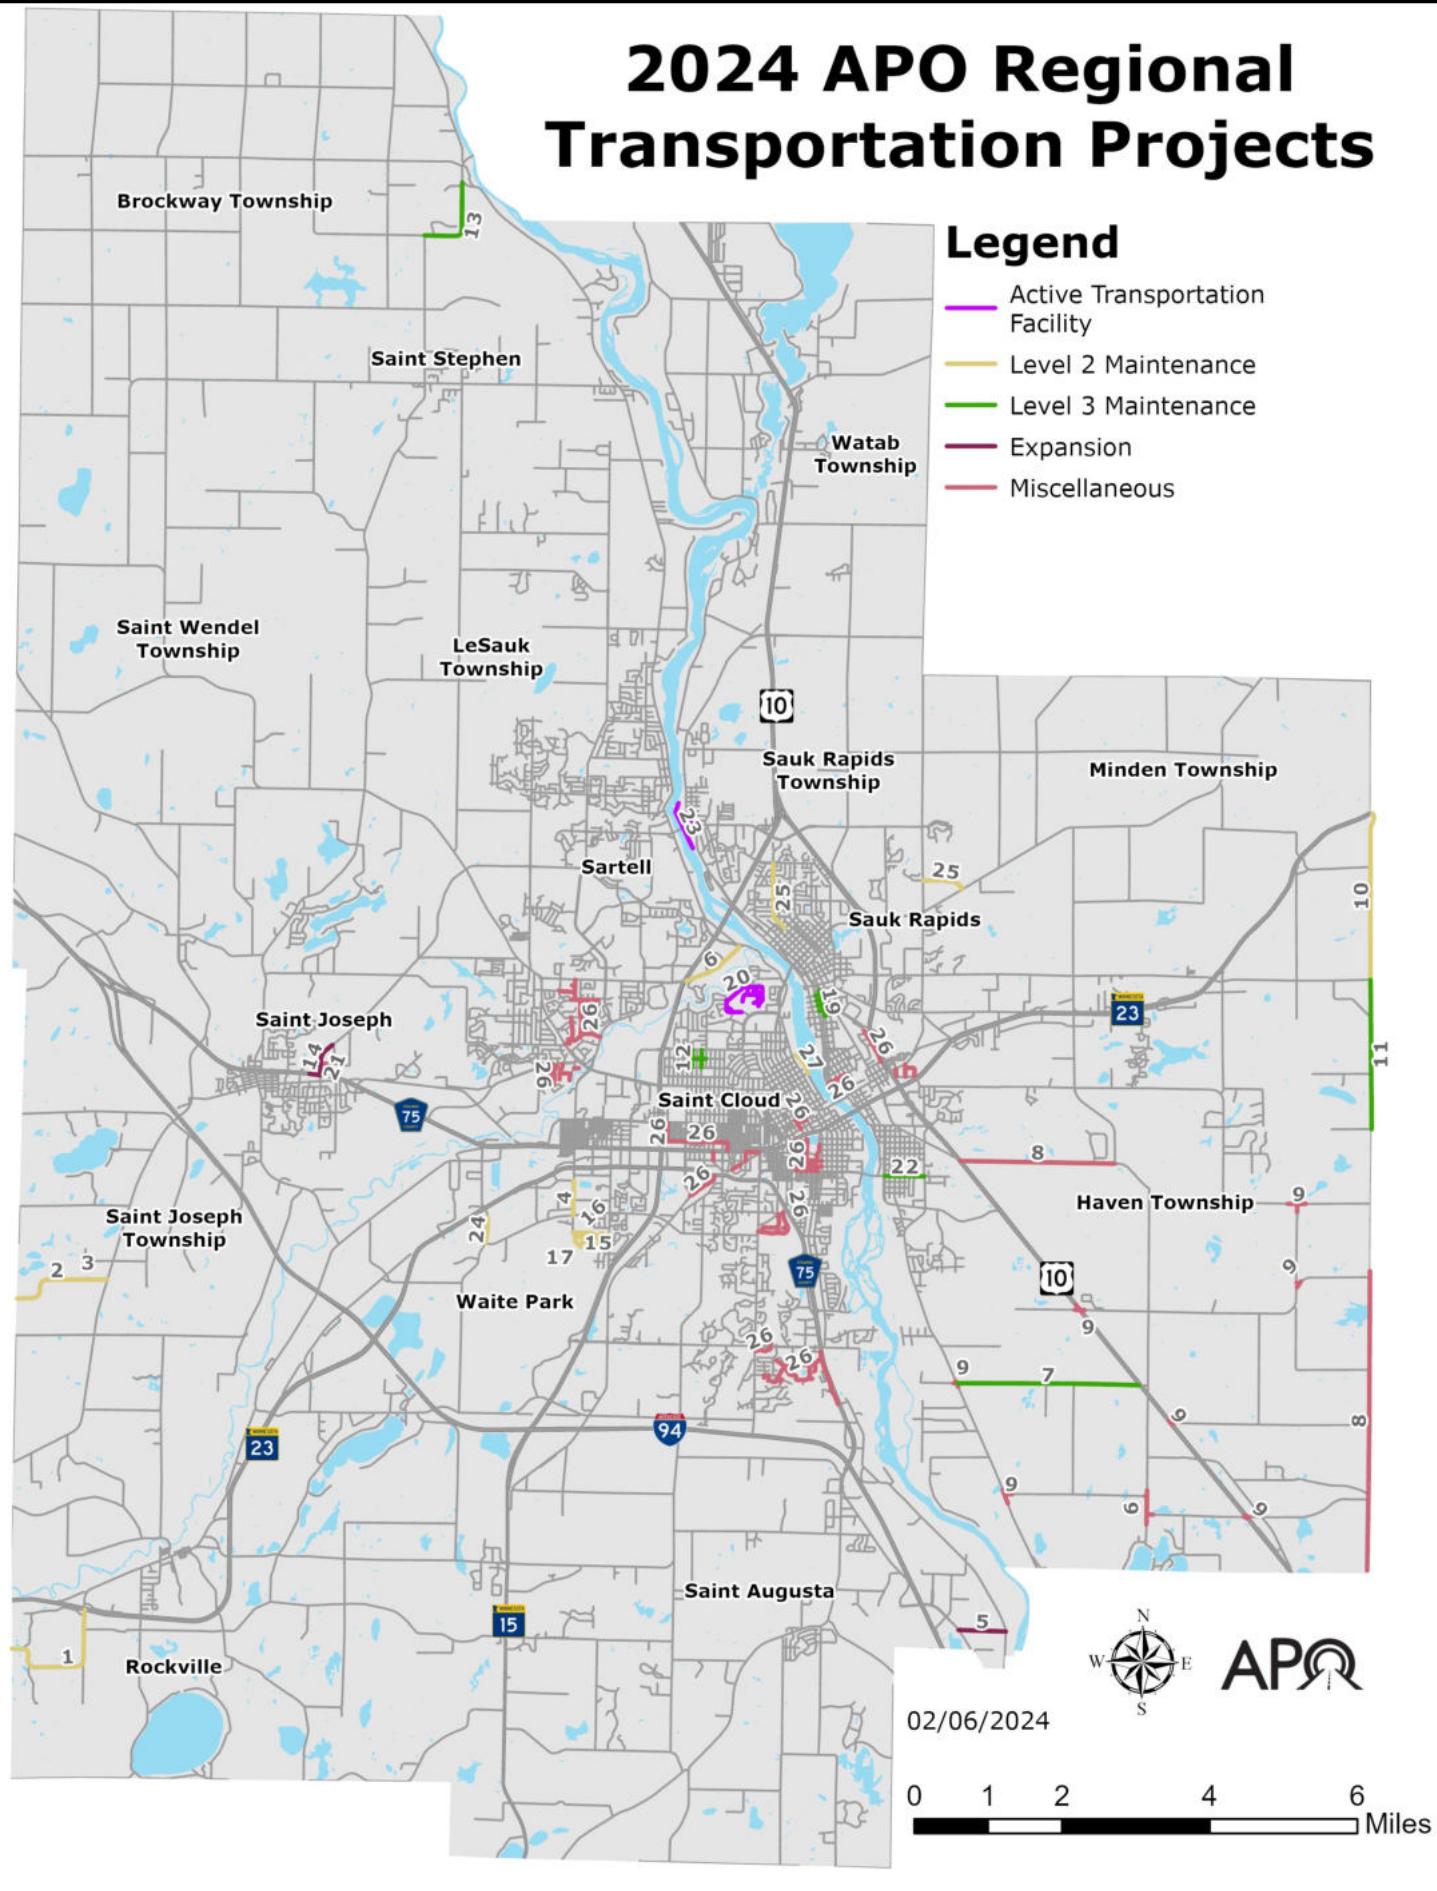 2024 APO Regional
Transportation Projects
Legend
Active Transportation
Facility
Level 2 Maintenance
Level 3 Maintenance
Expansion
Miscellaneous
Brockway Township
13
Saint Stephen
Watab
Township
Saint Wendel
Township
LeSauk
Township
10
Sauk Rapids
Township
Minden Township
23
Sartell
25
25
10
Sauk Rapids
6
20
19
26
23
Saint Joseph
26
14
21
12
27
11
26
26
75
Saint Cloud
26
26
26
8
26
22
26
4
26
9
Haven Township
16
24
Saint Joseph
Township
15
17
2
3
9
75
10
Waite Park
9
26
26
9
7
9
8
94
23
9
9
9
Saint Augusta
15
5
1
Rockville
N
W
E
S
APO
02/06/2024
0 1 2 4 6
Miles